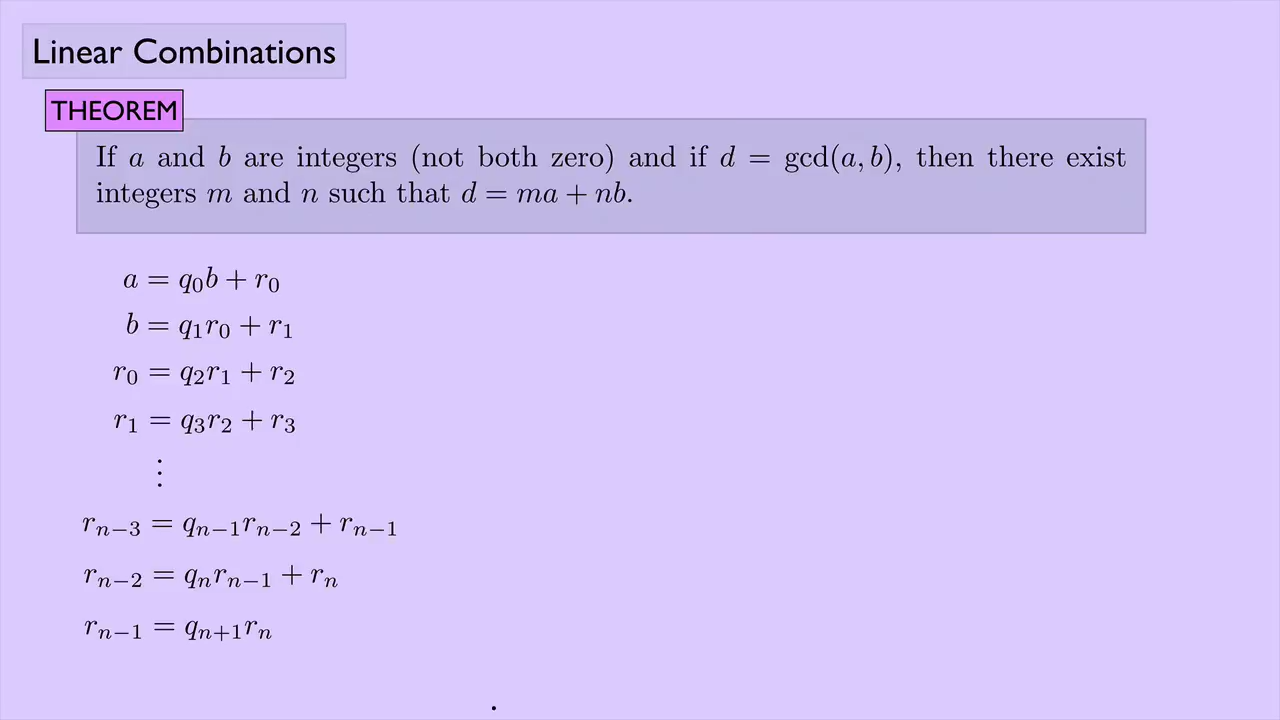 Linear Combinations
THEOREM
If a and b are integers (not both zero) and if d = gcd(a, b), then there exist
integers m and n such that d = ma + nb.
a = q₀b + r₀
b = q₁r₀ + r₁
r₀ = q₂r₁ + r₂
r₁ = q₃r₂ + r₃
⋮
rₙ₋₃ = qₙ₋₁rₙ₋₂ + rₙ₋₁
rₙ₋₂ = qₙrₙ₋₁ + rₙ
rₙ₋₁ = qₙ₊₁rₙ
.